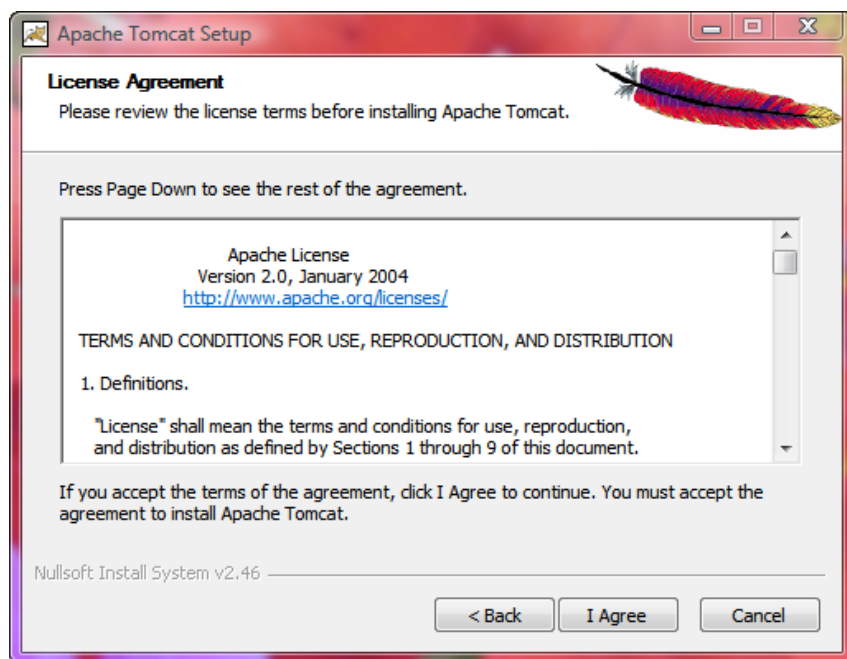 Apache Tomcat Setup
License Agreement
Please review the license terms before installing Apache Tomcat.
Press Page Down to see the rest of the agreement.
Apache License
Version 2.0, January 2004
http://www.apache.org/licenses/
TERMS AND CONDITIONS FOR USE, REPRODUCTION, AND DISTRIBUTION
1. Definitions.
"License" shall mean the terms and conditions for use, reproduction,
and distribution as defined by Sections 1 through 9 of this document.
If you accept the terms of the agreement, click I Agree to continue. You must accept the
agreement to install Apache Tomcat.
Nullsoft Install System v2.46
< Back I Agree Cancel